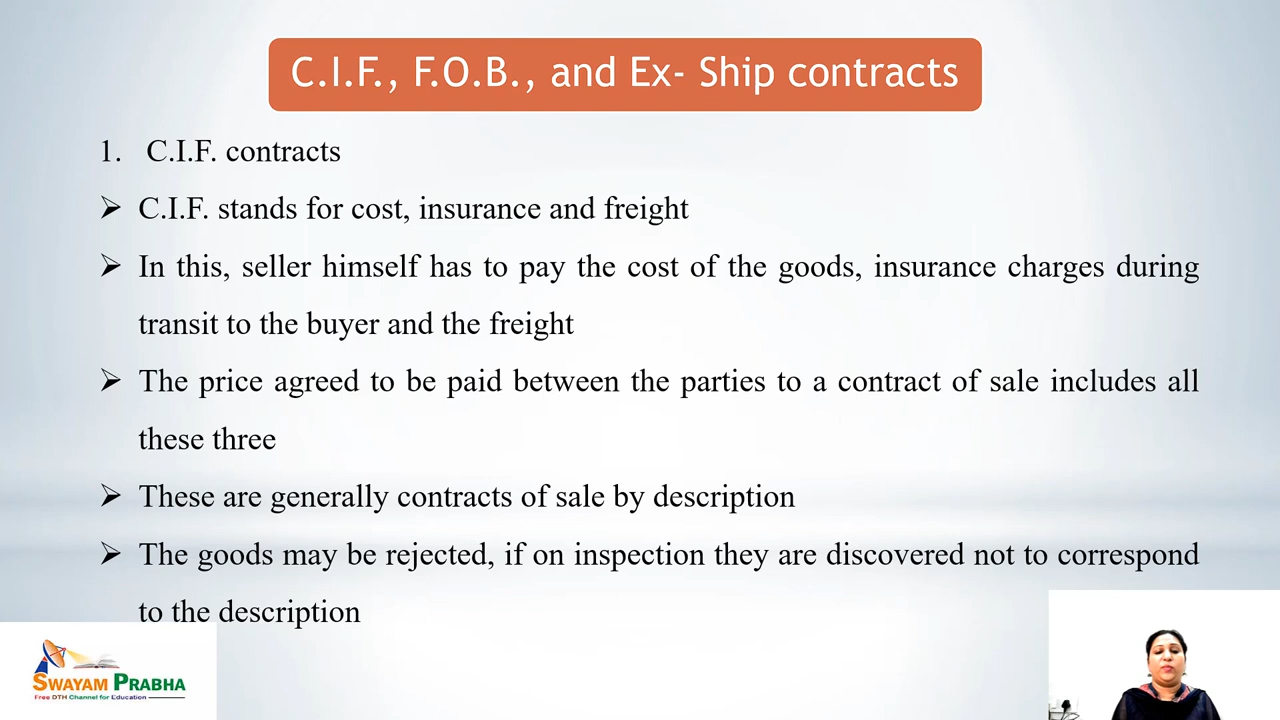 C.I.F., F.O.B., and Ex- Ship contracts
1. C.I.F. contracts
➢ C.I.F. stands for cost, insurance and freight
➢ In this, seller himself has to pay the cost of the goods, insurance charges during
transit to the buyer and the freight
➢ The price agreed to be paid between the parties to a contract of sale includes all
these three
➢ These are generally contracts of sale by description
➢ The goods may be rejected, if on inspection they are discovered not to correspond
to the description
SWAYAM PRABHA
Free DTH Channel for Education